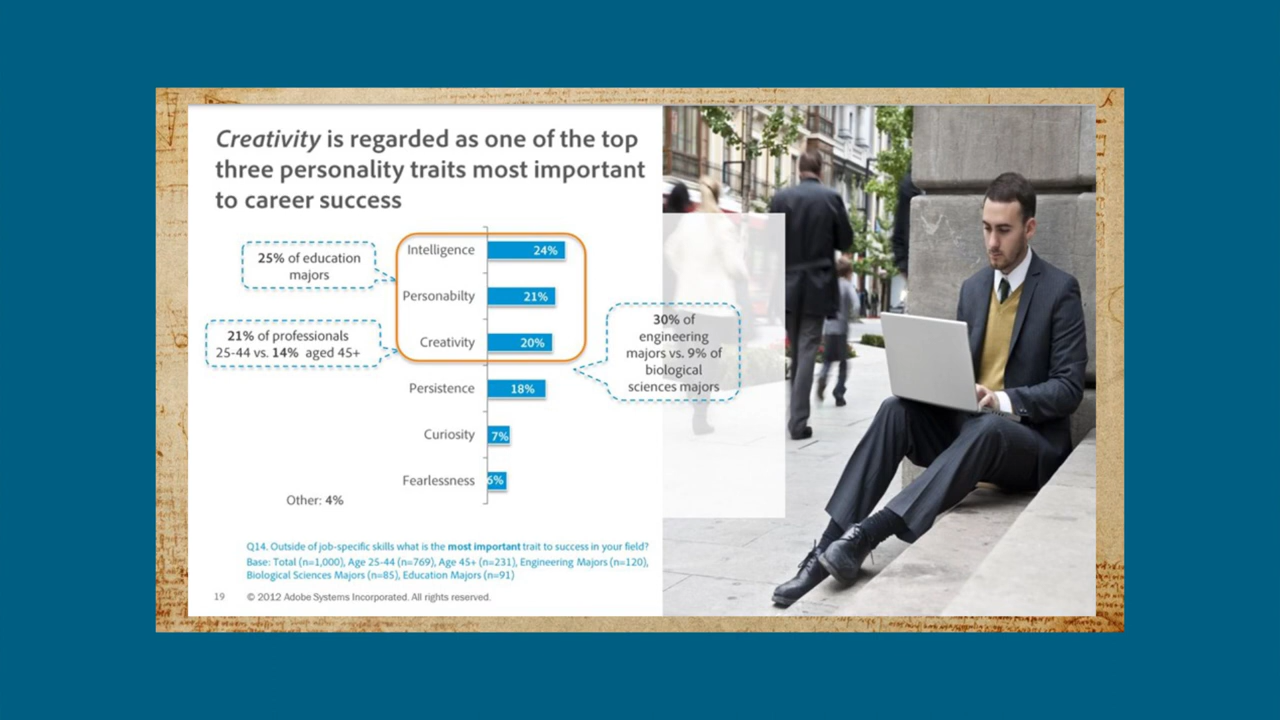 Creativity is regarded as one of the top
three personality traits most important
to career success
25% of education
majors
21% of professionals
25-44 vs. 14% aged 45+
Intelligence 24%
Personabilty 21%
Creativity 20%
Persistence 18%
Curiosity 7%
Fearlessness 6%
30% of
engineering
majors vs. 9% of
biological
sciences majors
Other: 4%
Q14. Outside of job-specific skills what is the most important trait to success in your field?
Base: Total (n=1,000), Age 25-44 (n=769), Age 45+ (n=231), Engineering Majors (n=120),
Biological Sciences Majors (n=85), Education Majors (n=91)
19 © 2012 Adobe Systems Incorporated. All rights reserved.